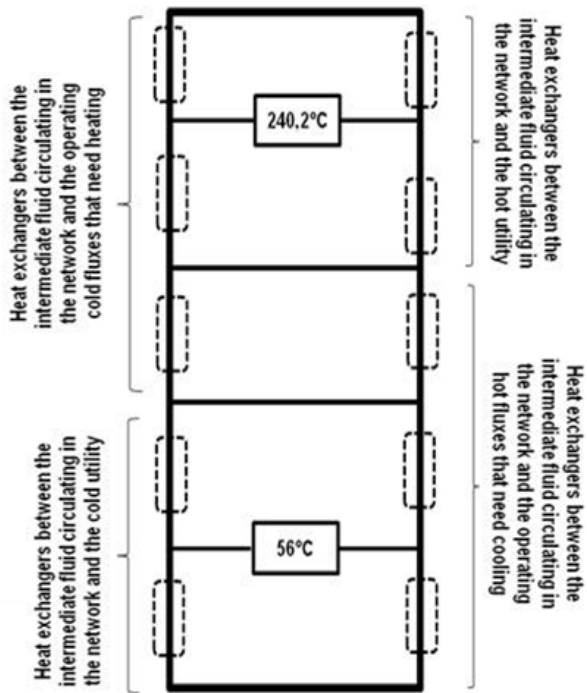 Heat exchangers between the
intermediate fluid circulating in
the network and the operating
cold fluxes that need heating
240,2°C
Heat exchangers between the
intermediate fluid circulating in
the network and the hot utility
Heat exchangers between the
intermediate fluid circulating in
the network and the cold utility
56°C
Heat exchangers between the
intermediate fluid circulating in
the network and the operating
hot fluxes that need cooling